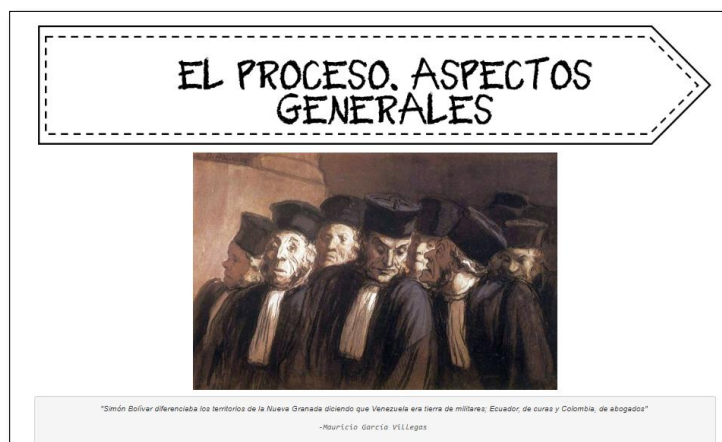 EL PROCESO. ASPECTOS
GENERALES
"Simón Bolívar diferenciaba los territorios de la Nueva Granada diciendo que Venezuela era tierra de militares; Ecuador, de curas y Colombia, de abogados"
-Mauricio García Villegas